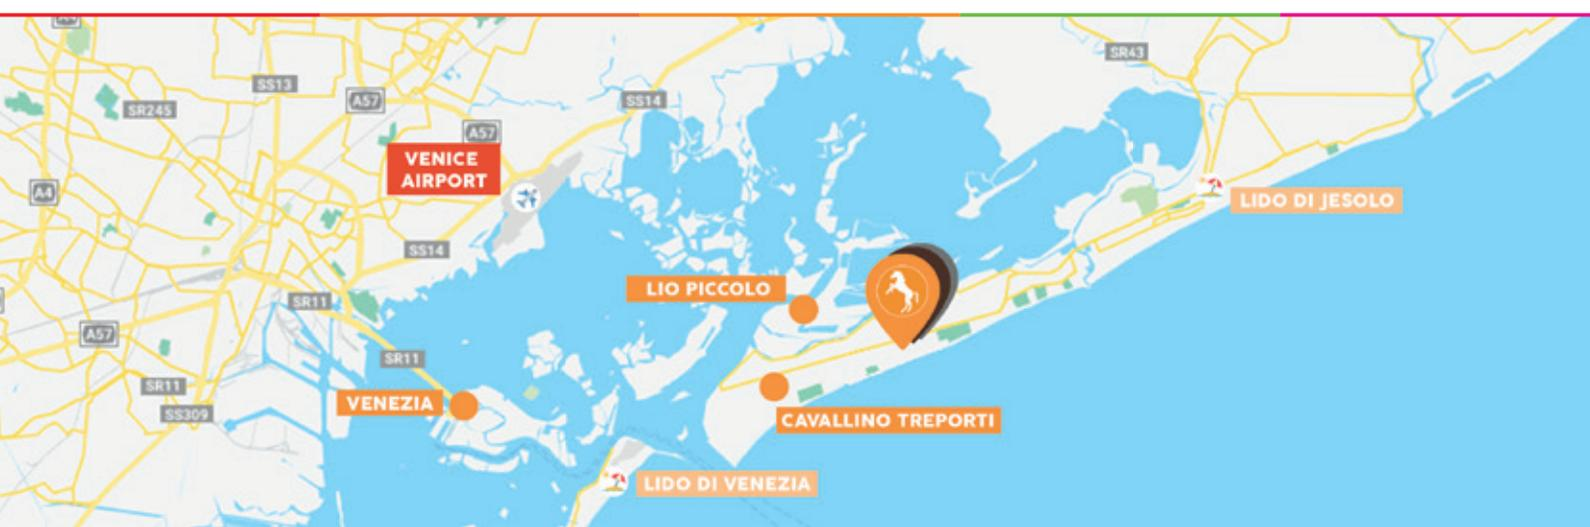 SR43
SS13
A57
SS14
SR245
A57
VENICE
AIRPORT
A4
LIDO DI JESOLO
SS14
LIO PICCOLO
SR11
A57
SR11
SR11
VENEZIA
SS309
CAVALLINO TREPORTI
LIDO DI VENEZIA